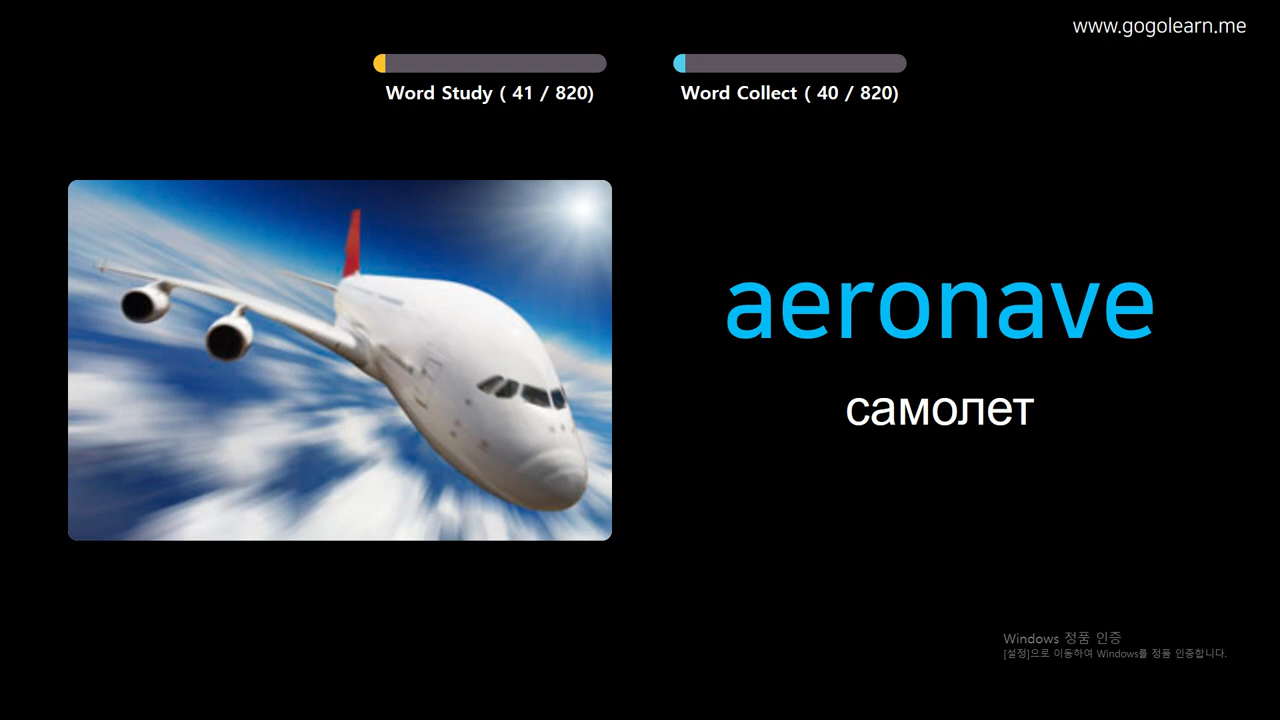 www.gogolearn.me
Word Study ( 41 / 820)
Word Collect ( 40 / 820)
aeronave
самолет
Windows 정품 인증
[설정]으로 이동하여 Windows를 정품 인증합니다.